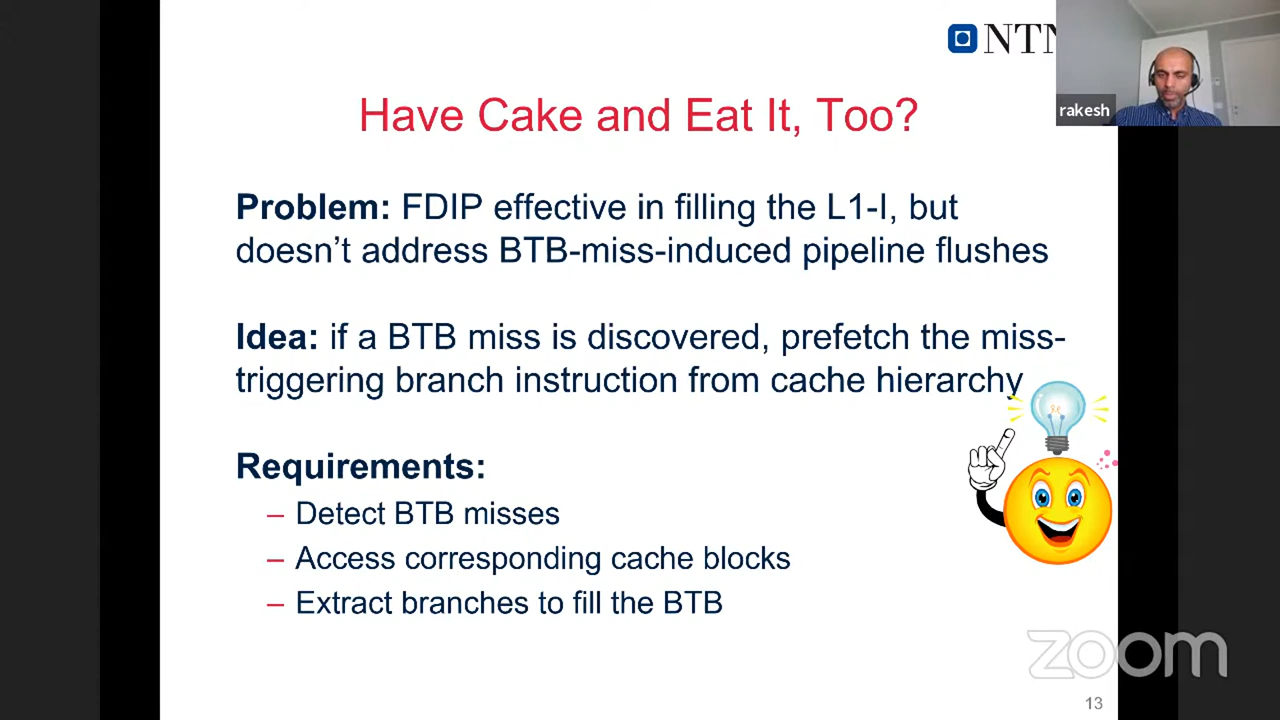 NTN
rakesh
Have Cake and Eat It, Too?
Problem: FDIP effective in filling the L1-I, but
doesn’t address BTB-miss-induced pipeline flushes
Idea: if a BTB miss is discovered, prefetch the miss-
triggering branch instruction from cache hierarchy
Requirements:
– Detect BTB misses
– Access corresponding cache blocks
– Extract branches to fill the BTB
zoom
13